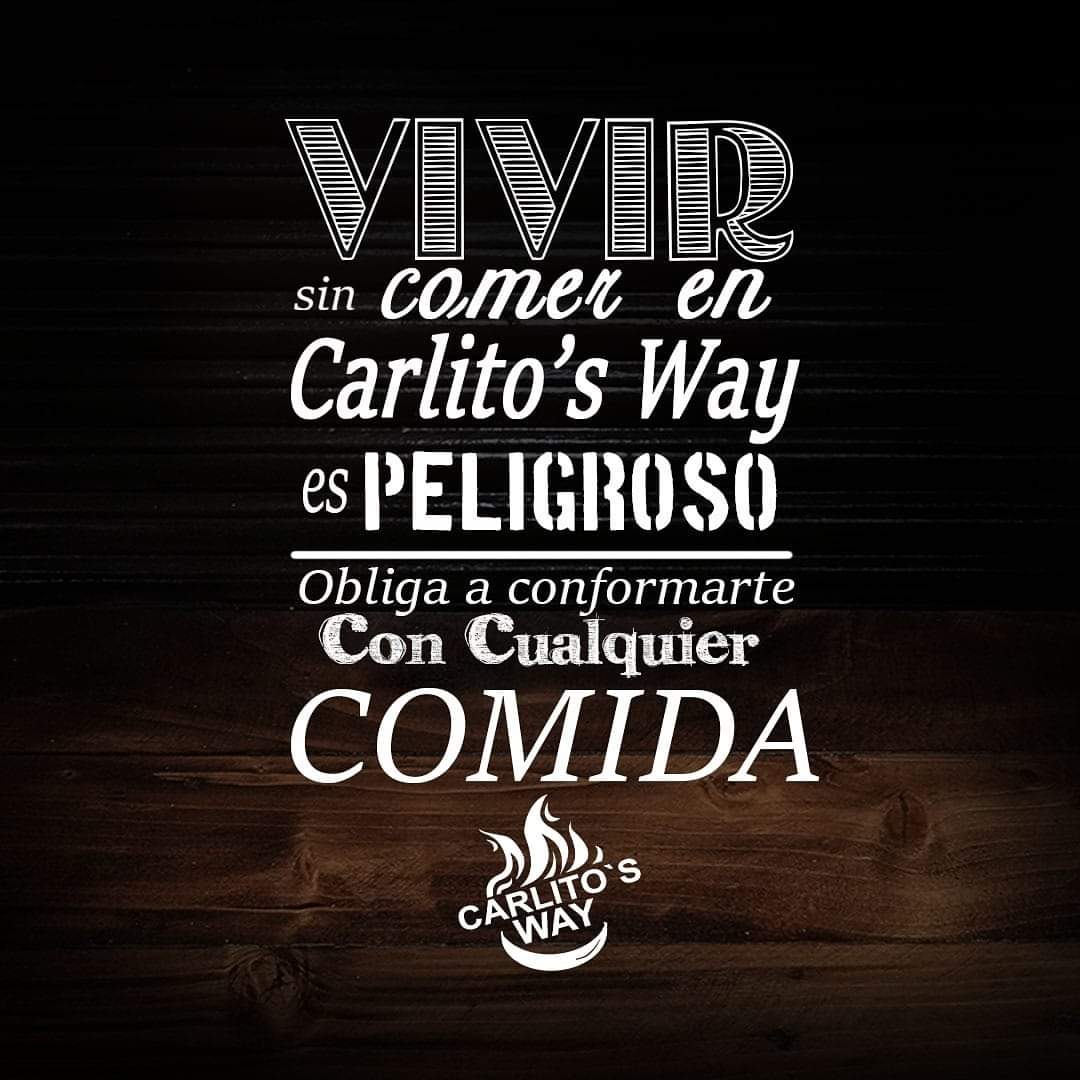 VIVIR
sin comer en
Carlito's Way
es PELIGROSO
Obliga a conformarte
Con Cualquier
COMIDA
CARLITO`S
WAY